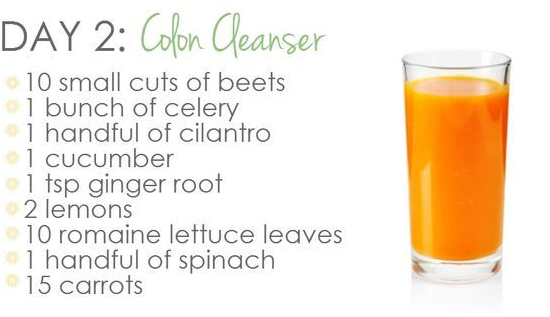 DAY 2: Colon Cleanser
10 small cuts of beets
1 bunch of celery
1 handful of cilantro
1 cucumber
1 tsp ginger root
2 lemons
10 romaine lettuce leaves
1 handful of spinach
15 carrots